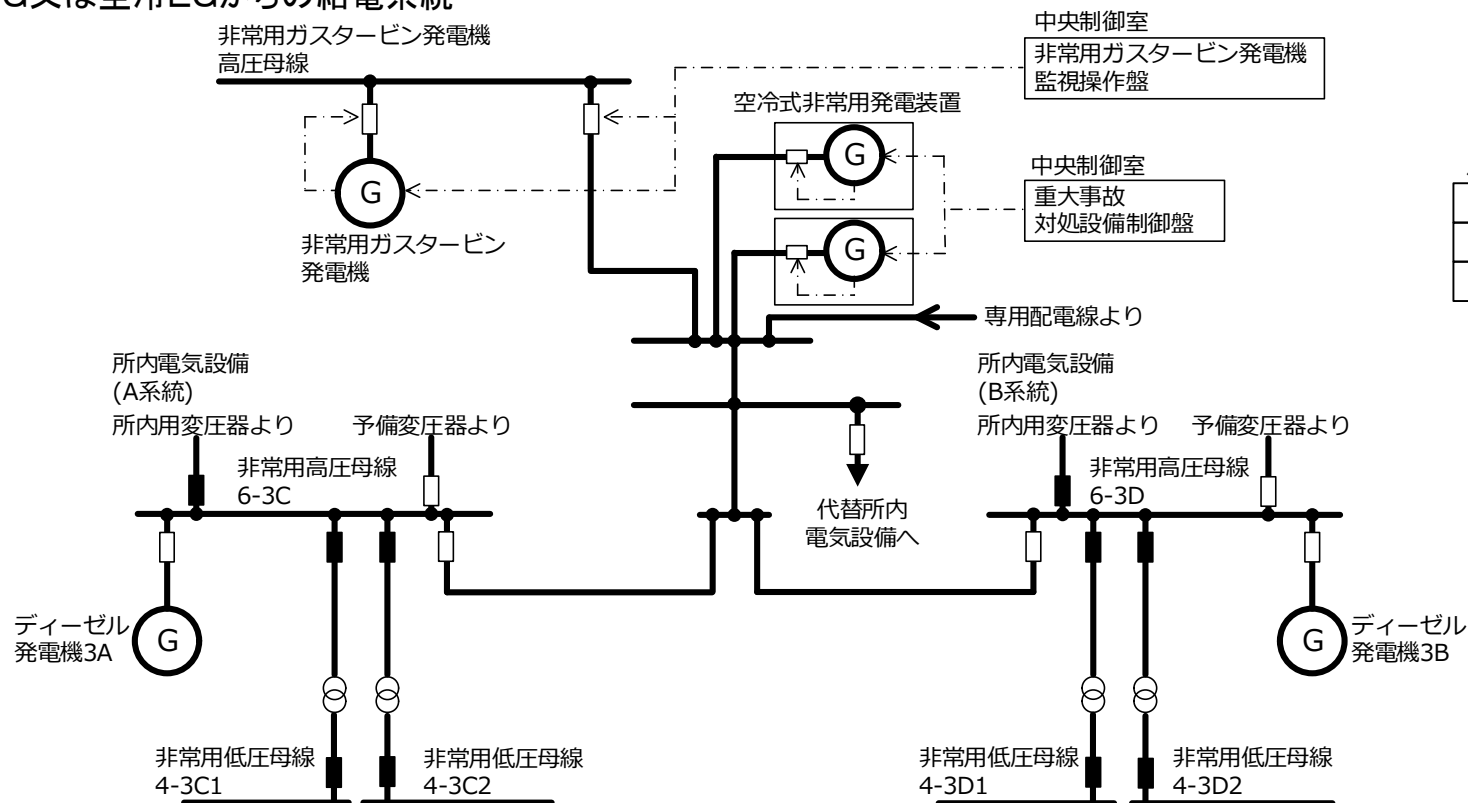 非常用ガスタービン発電機
高圧母線
中央制御室
非常用ガスタービン発電機
監視操作盤
空冷式非常用発電装置
G
G
中央制御室
重大事故
対処設備制御盤
G
非常用ガスタービン
発電機
専用配電線より
所内電気設備
(A系統)
所内用変圧器より
予備変圧器より
非常用高圧母線
6-3C
所内電気設備
(B系統)
所内用変圧器より
予備変圧器より
非常用高圧母線
6-3D
代替所内
電気設備へ
ディーゼル
発電機3A
G
G
ディーゼル
発電機3B
非常用低圧母線
4-3C1
非常用低圧母線
4-3C2
非常用低圧母線
4-3D1
非常用低圧母線
4-3D2